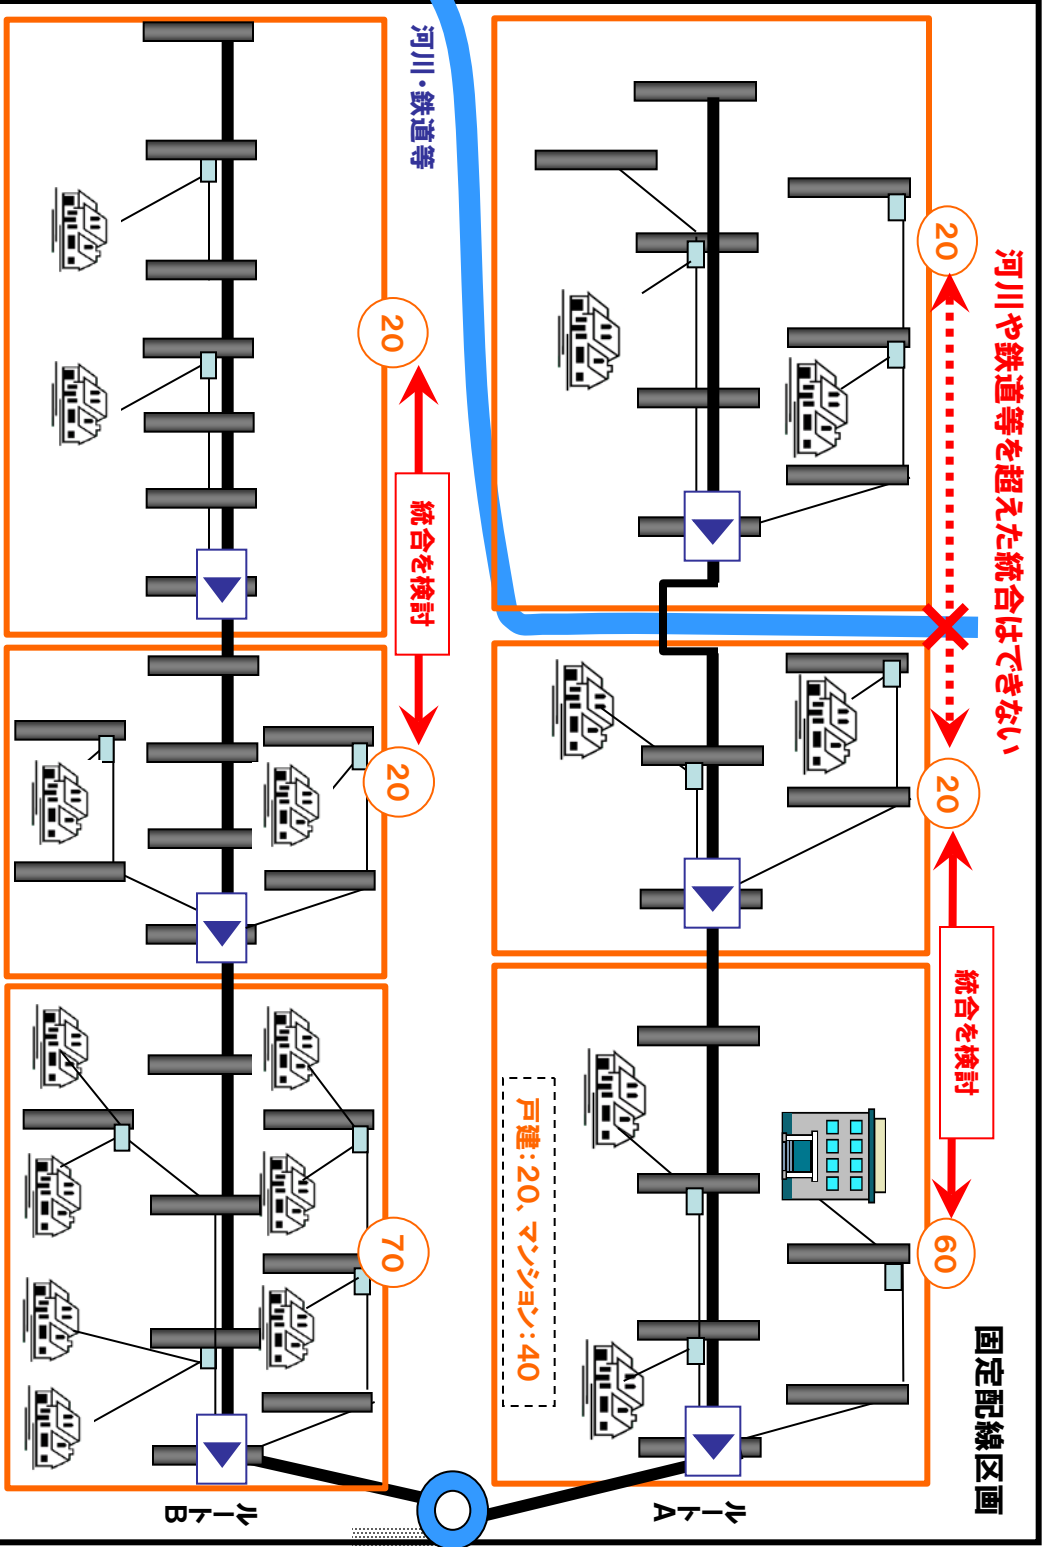 河川や鉄道等を超えた統合はできない
固定配線区画
20
20
統合を検討
60
戸建:20、マンション:40
ルートA
河川・鉄道等
20
統合を検討
20
70
ルートB